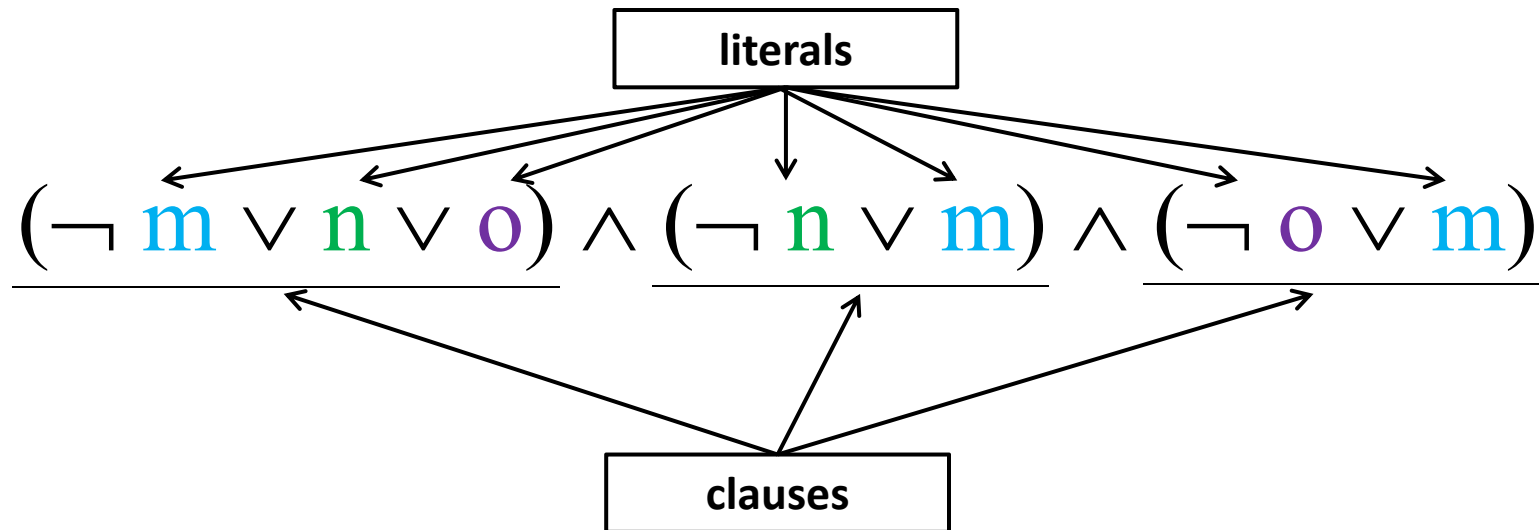 literals
(¬ m ∨ n ∨ o) ∧ (¬ n ∨ m) ∧ (¬ o ∨ m)
clauses